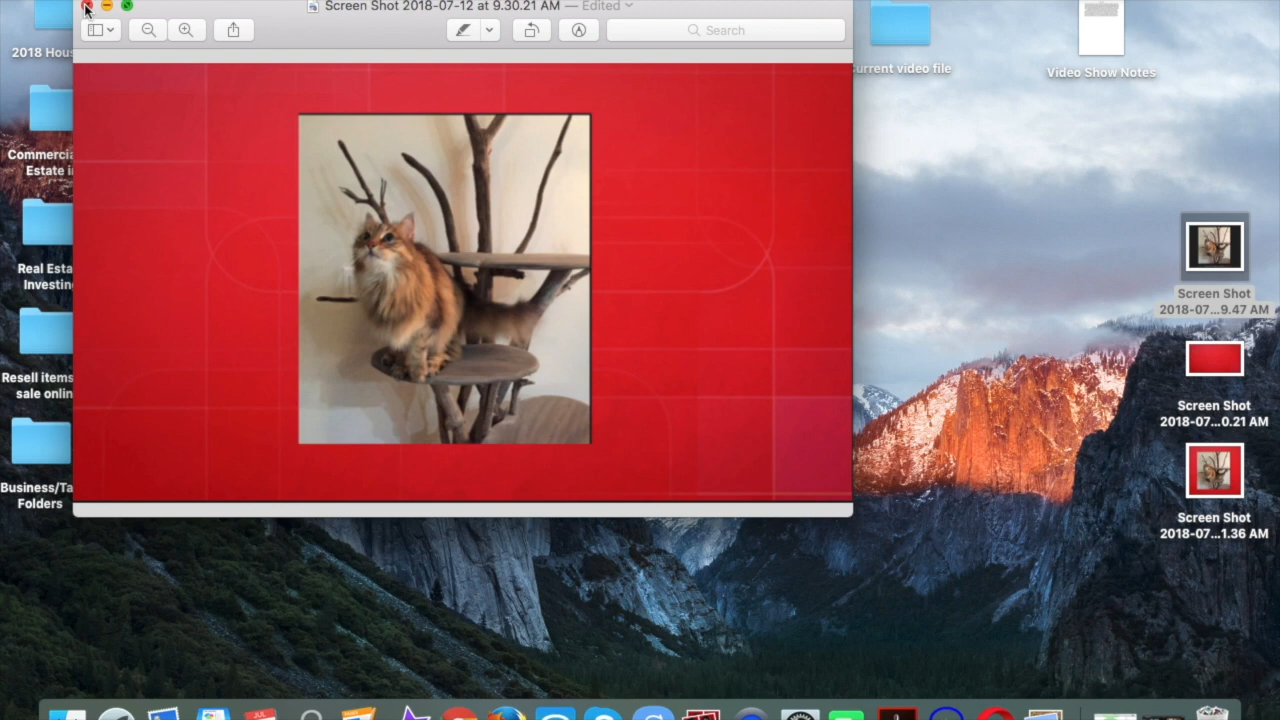 Screen Shot 2018-07-12 at 9.30.21 AM — Edited
Search
2018 Hous
Commercia
Estate i
Real Esta
Investing
Resell items
sale onlin
Business/Ta
Folders
urrent video file
Video Show Notes
Screen Shot
2018-07...9.47 AM
Screen Shot
2018-07...0.21 AM
Screen Shot
2018-07...1.36 AM
JUL